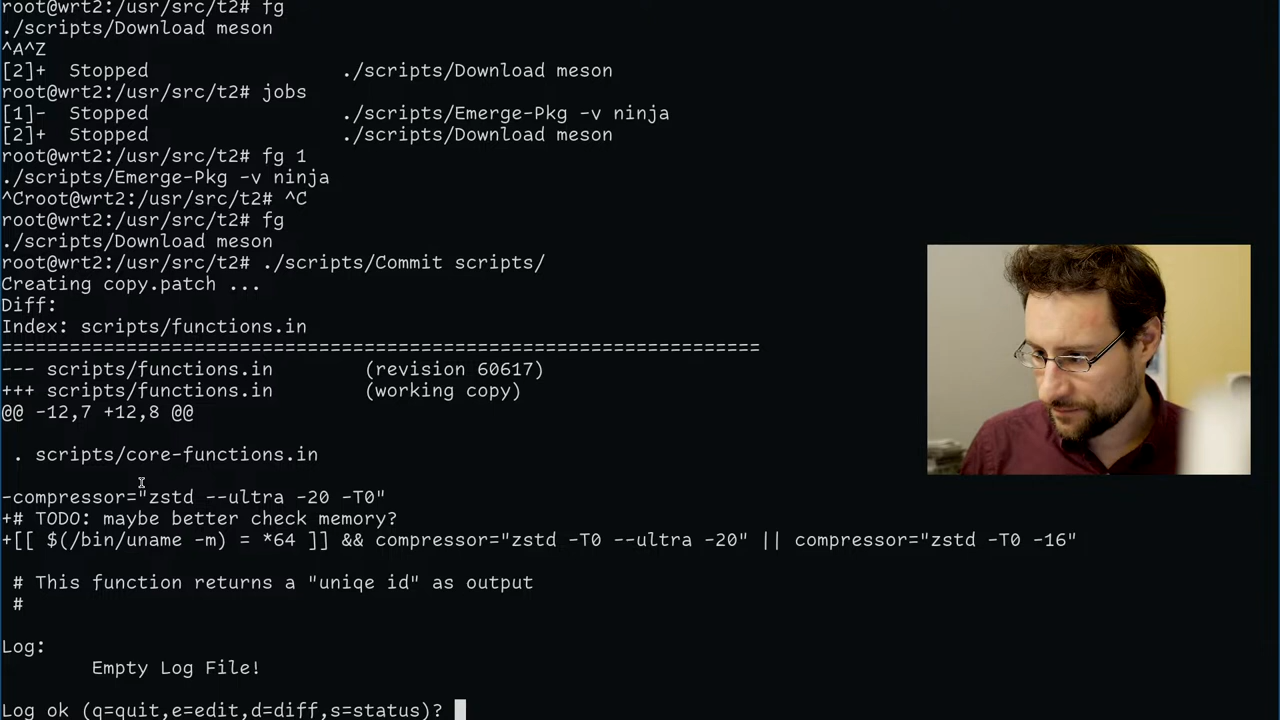 root@wrt2:/usr/src/t2# fg
./scripts/Download meson
^A^Z
[2]+  Stopped                 ./scripts/Download meson
root@wrt2:/usr/src/t2# jobs
[1]-  Stopped                 ./scripts/Emerge-Pkg -v ninja
[2]+  Stopped                 ./scripts/Download meson
root@wrt2:/usr/src/t2# fg 1
./scripts/Emerge-Pkg -v ninja
^Croot@wrt2:/usr/src/t2# ^C
root@wrt2:/usr/src/t2# fg
./scripts/Download meson
root@wrt2:/usr/src/t2# ./scripts/Commit scripts/
Creating copy.patch ...
Diff:
Index: scripts/functions.in
===================================================================
--- scripts/functions.in        (revision 60617)
+++ scripts/functions.in        (working copy)
@@ -12,7 +12,8 @@
 . scripts/core-functions.in
-compressor="zstd --ultra -20 -T0"
+# TODO: maybe better check memory?
+[[ $(/bin/uname -m) = *64 ]] && compressor="zstd -T0 --ultra -20" || compressor="zstd -T0 -16"
 # This function returns a "uniqe id" as output
 #
Log:
        Empty Log File!
Log ok (q=quit,e=edit,d=diff,s=status)?